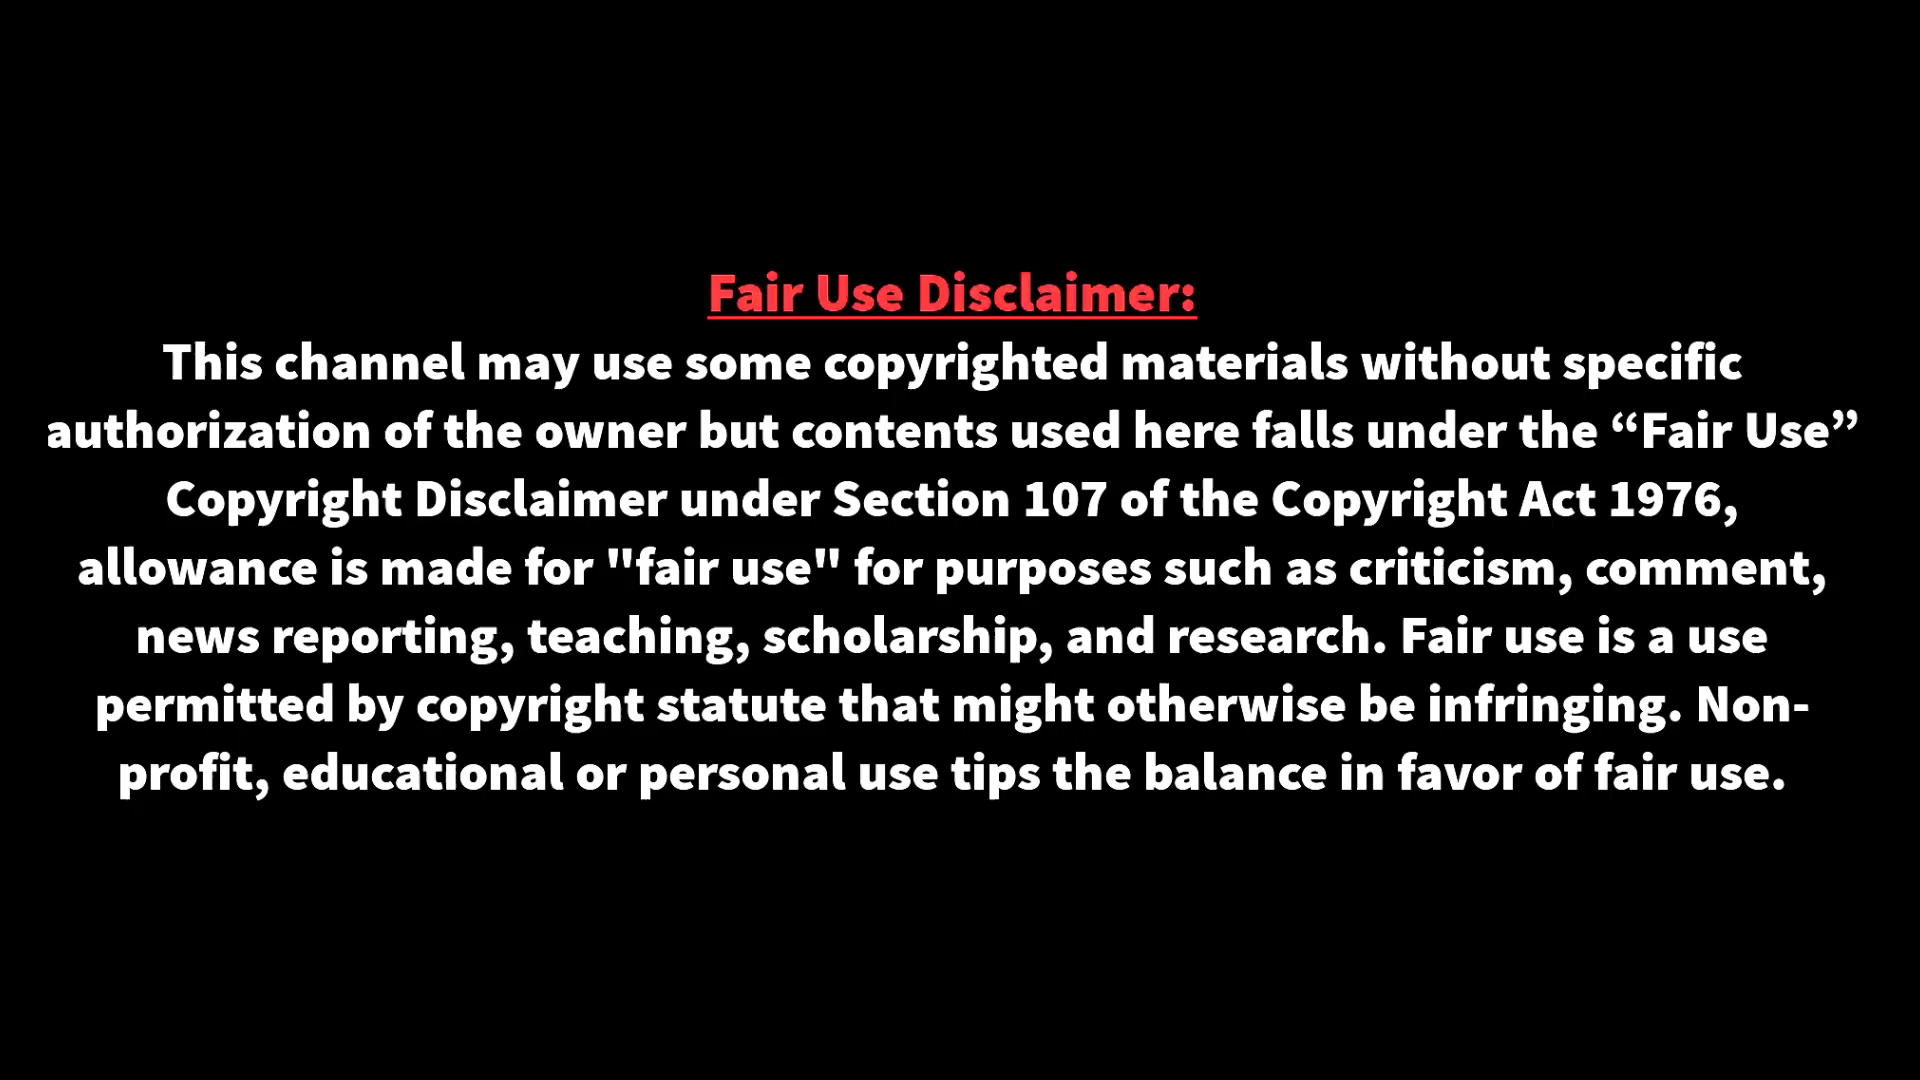 Fair Use Disclaimer:
This channel may use some copyrighted materials without specific
authorization of the owner but contents used here falls under the “Fair Use”
Copyright Disclaimer under Section 107 of the Copyright Act 1976,
allowance is made for "fair use" for purposes such as criticism, comment,
news reporting, teaching, scholarship, and research. Fair use is a use
permitted by copyright statute that might otherwise be infringing. Non-
profit, educational or personal use tips the balance in favor of fair use.